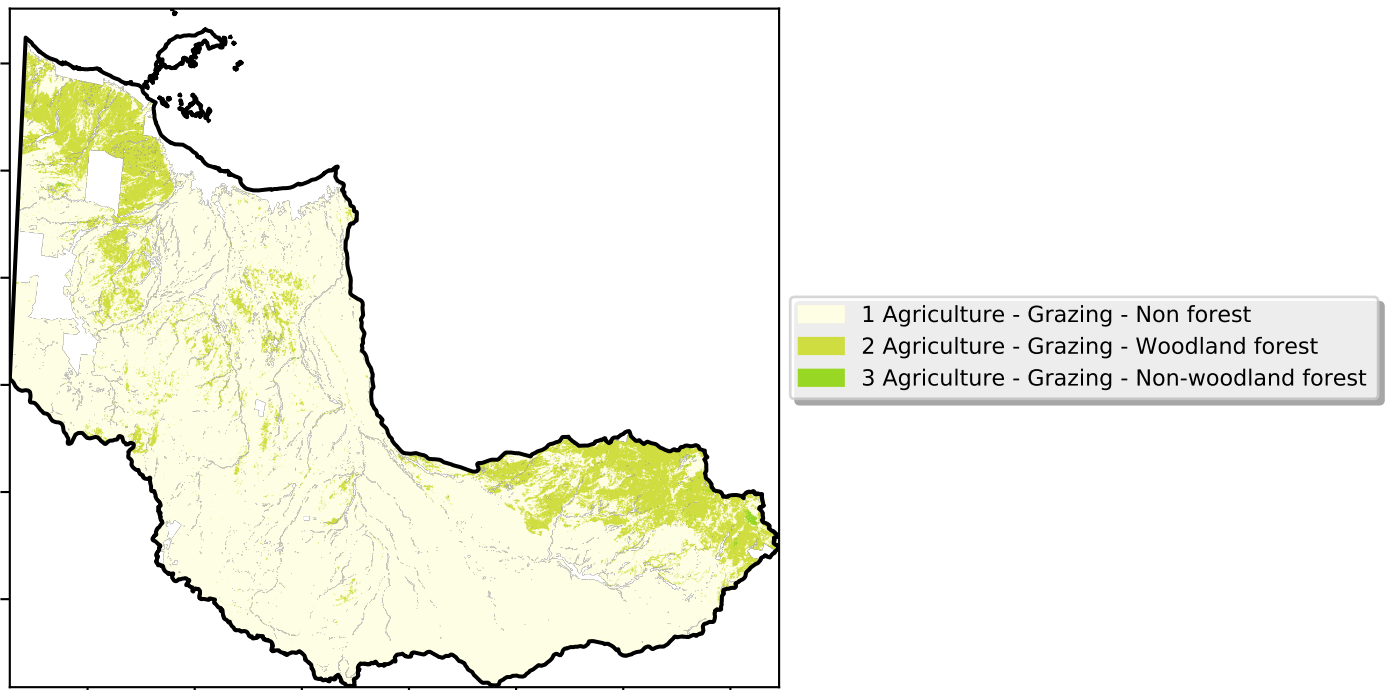 1 Agriculture - Grazing - Non forest
2 Agriculture - Grazing - Woodland forest
3 Agriculture - Grazing - Non-woodland forest